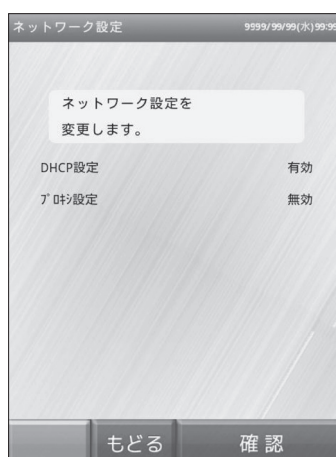 ネットワーク設定 9999/99/99(水)99:99
ネットワーク設定を
変更します。
DHCP設定 有効
ﾌﾟﾛｷｼ設定 無効
もどる 確認